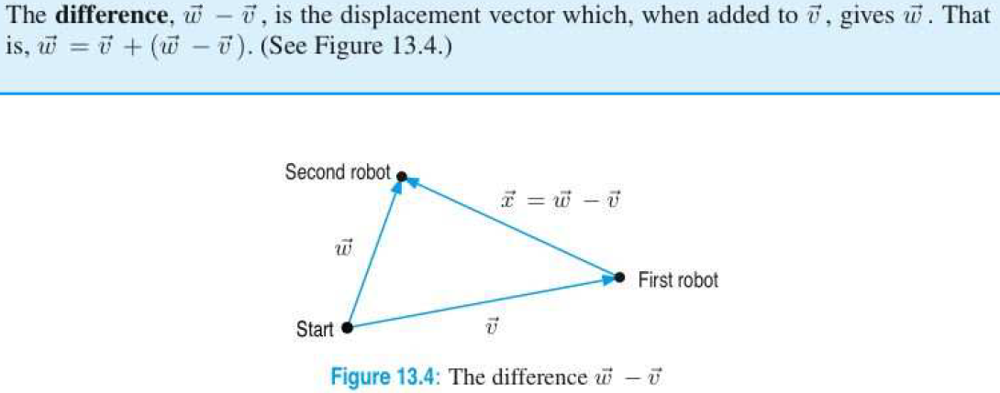 The difference, w⃗ − v⃗, is the displacement vector which, when added to v⃗, gives w⃗. That
is, w⃗ = v⃗ + (w⃗ − v⃗). (See Figure 13.4.)
Second robot
x⃗ = w⃗ − v⃗
w⃗
First robot
Start
v⃗
Figure 13.4: The difference w⃗ − v⃗